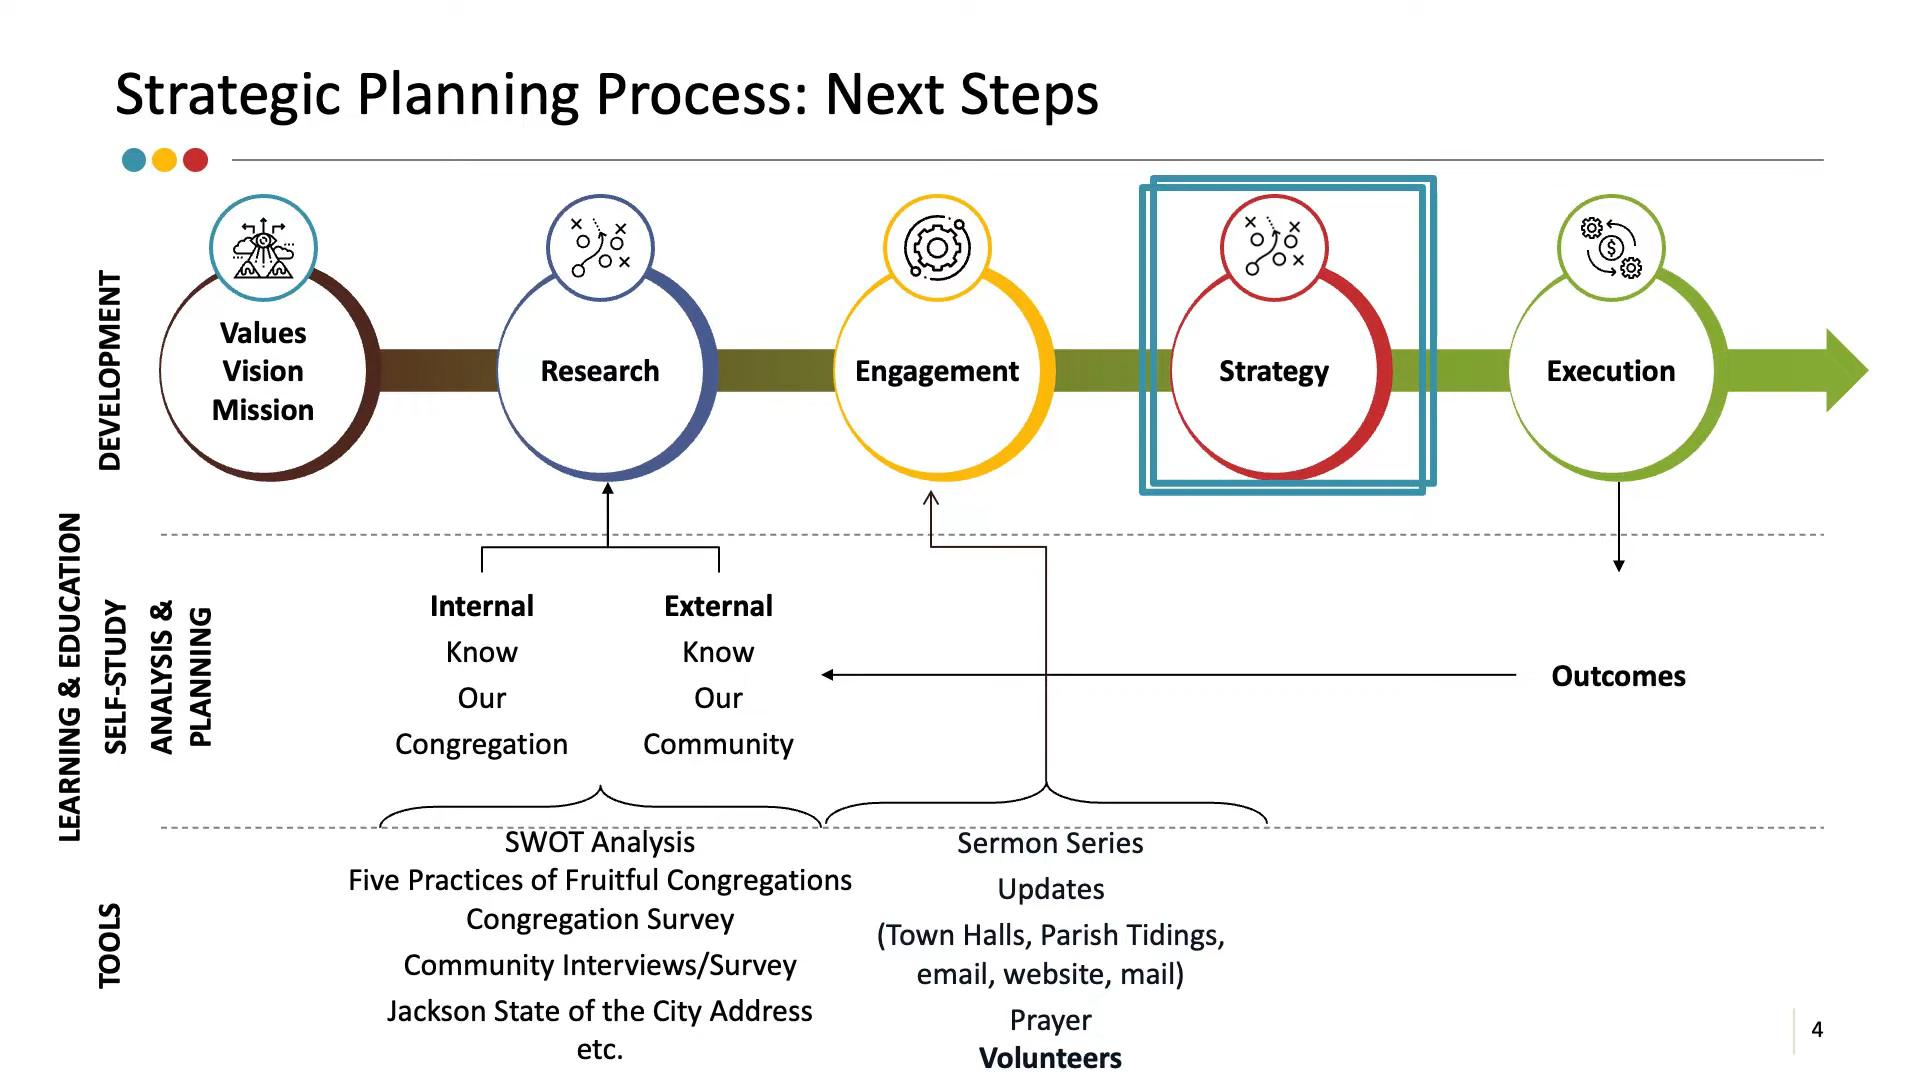 Strategic Planning Process: Next Steps
DEVELOPMENT
Values
Vision
Mission
Research
Engagement
Strategy
Execution
LEARNING & EDUCATION
SELF-STUDY
ANALYSIS &
PLANNING
Internal
Know
Our
Congregation
External
Know
Our
Community
Outcomes
TOOLS
SWOT Analysis
Five Practices of Fruitful Congregations
Congregation Survey
Community Interviews/Survey
Jackson State of the City Address
etc.
Sermon Series
Updates
(Town Halls, Parish Tidings,
email, website, mail)
Prayer
Volunteers
4